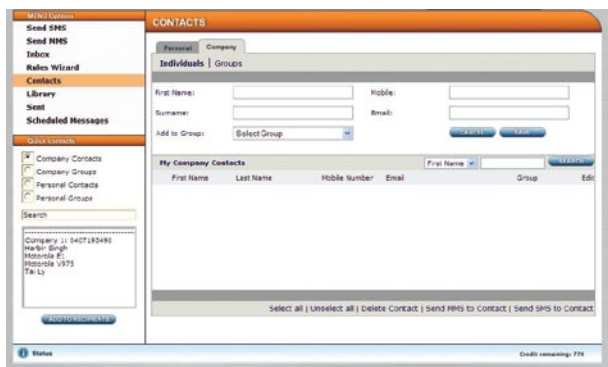 MENU Options
Send SMS
Send MMS
Inbox
Rules Wizard
Contacts
Library
Sent
Scheduled Messages
Quick contacts
Company Contacts
Company Groups
Personal Contacts
Personal Groups
Search
Company 1: 0407193490
Harbir Singh
Motorola E1
Motorola V975
Tai Ly
ADD TO RECIPIENTS
CONTACTS
Personal Company
Individuals | Groups
First Name: Mobile:
Surname: Email:
Add to Group: Select Group CANCEL SAVE
My Company Contacts First Name SEARCH
First Name Last Name Mobile Number Email Group Edit
Select all | Unselect all | Delete Contact | Send MMS to Contact | Send SMS to Contact
Status Credit remaining: 774